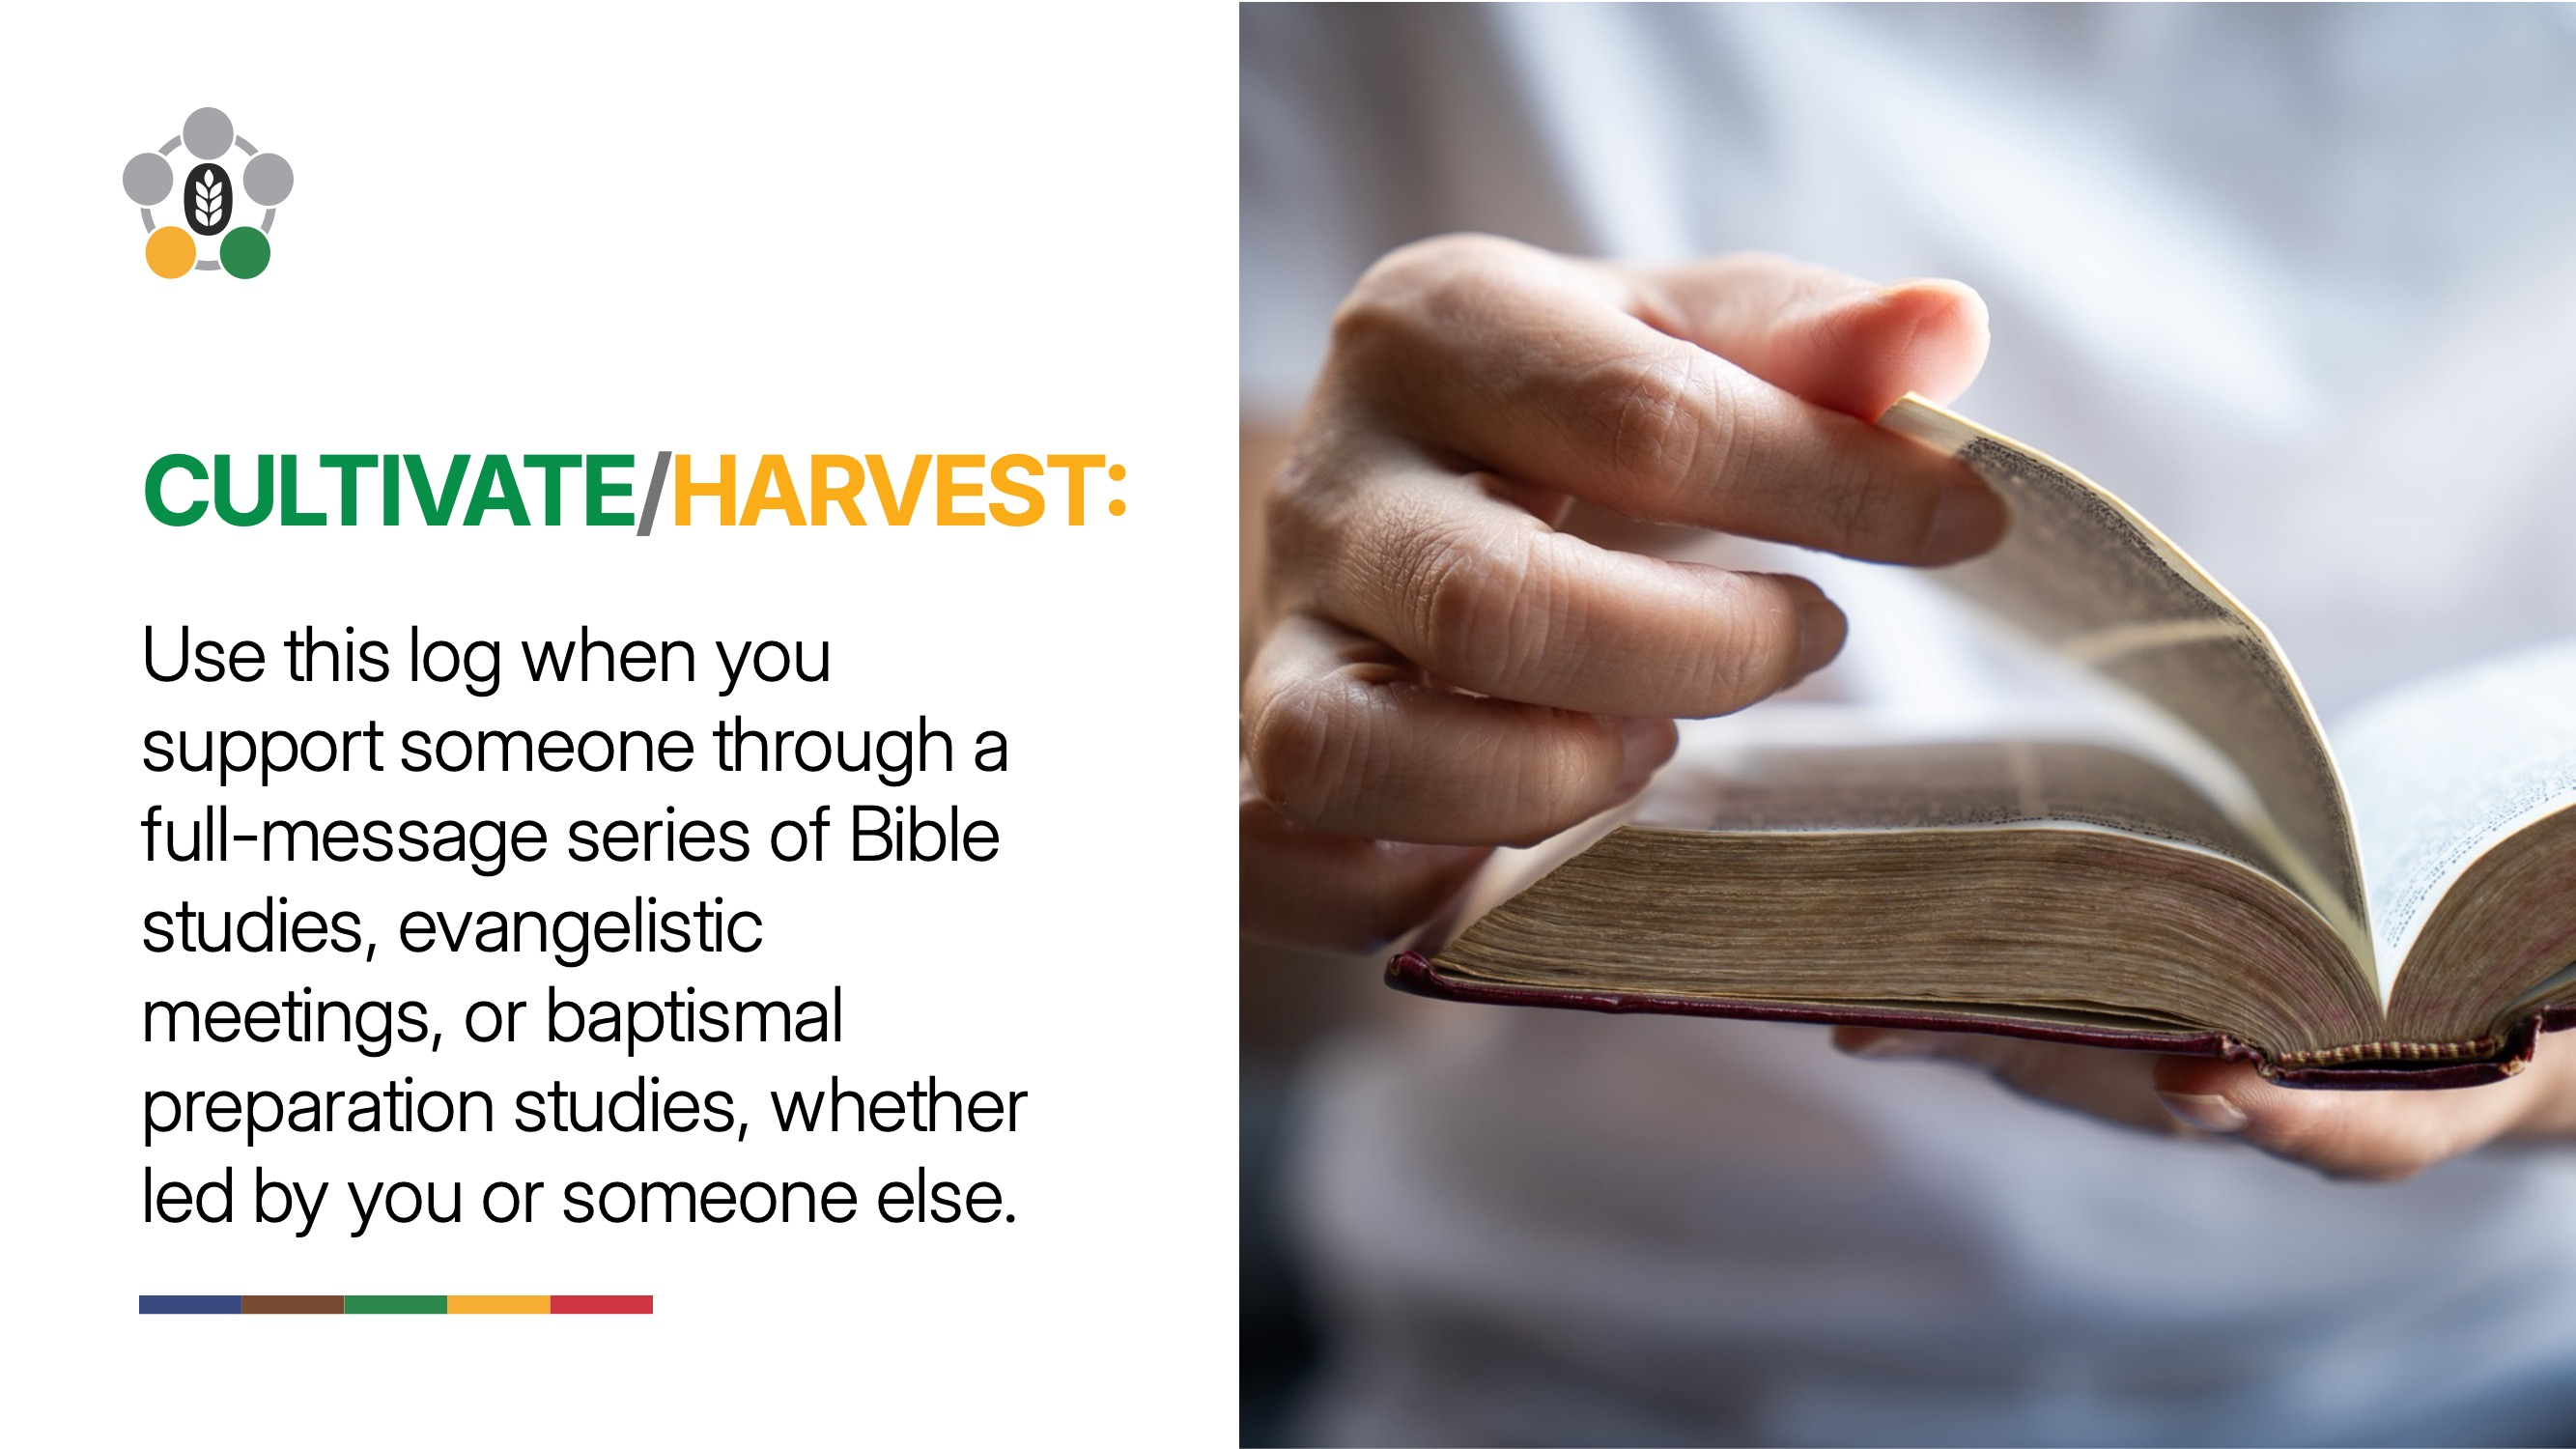 CULTIVATE/HARVEST:
Use this log when you
support someone through a
full-message series of Bible
studies, evangelistic
meetings, or baptismal
preparation studies, whether
led by you or someone else.